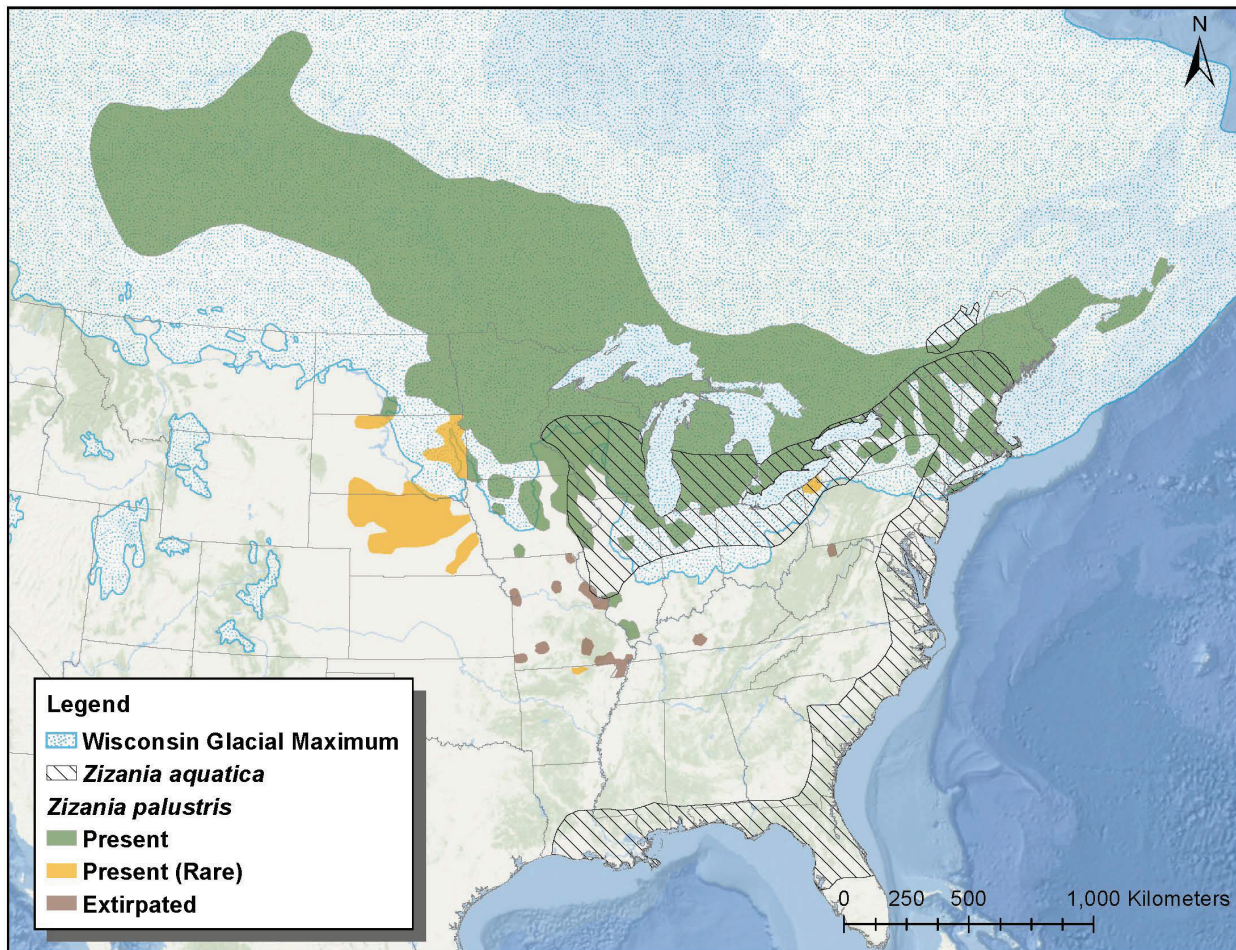 N
Legend
Wisconsin Glacial Maximum
Zizania aquatica
Zizania palustris
Present
Present (Rare)
Extirpated
0 250 500 1,000 Kilometers